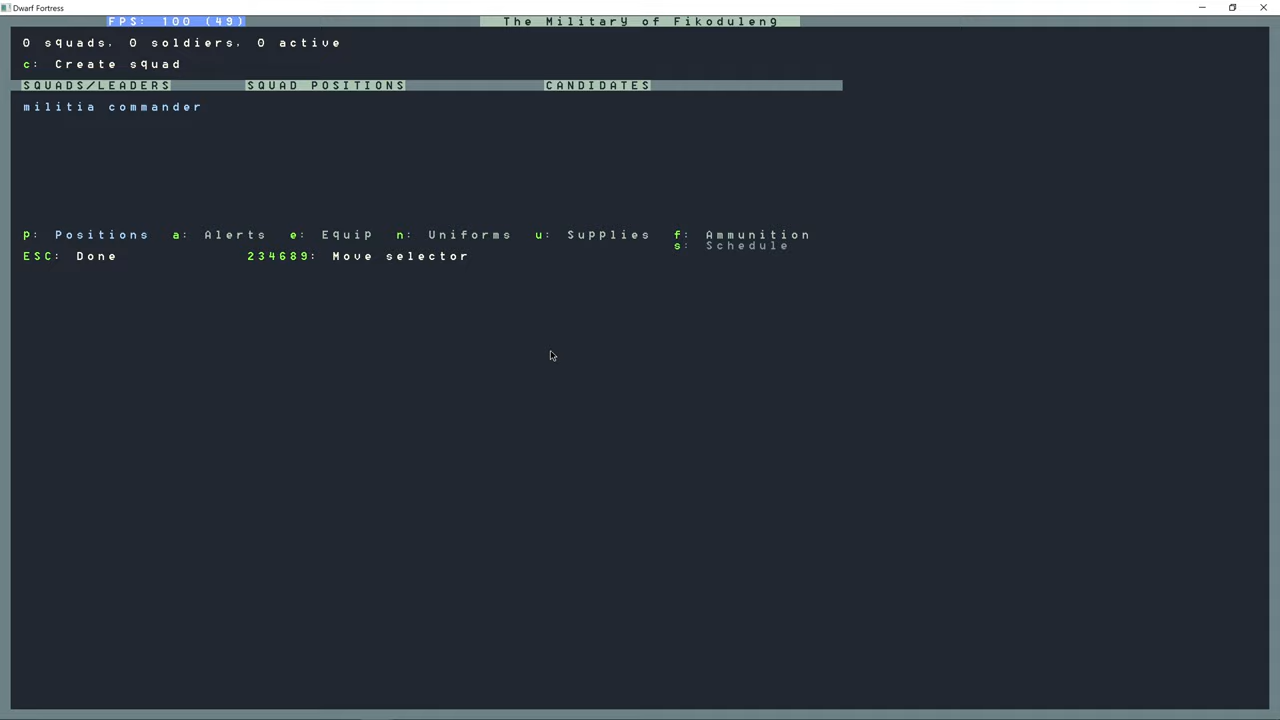 Dwarf Fortress
FPS: 100 (49) The Military of Fikoduleng
0 squads, 0 soldiers, 0 active
c: Create squad
SQUADS/LEADERS SQUAD POSITIONS CANDIDATES
militia commander
p: Positions a: Alerts e: Equip n: Uniforms u: Supplies f: Ammunition
s: Schedule
ESC: Done 234689: Move selector